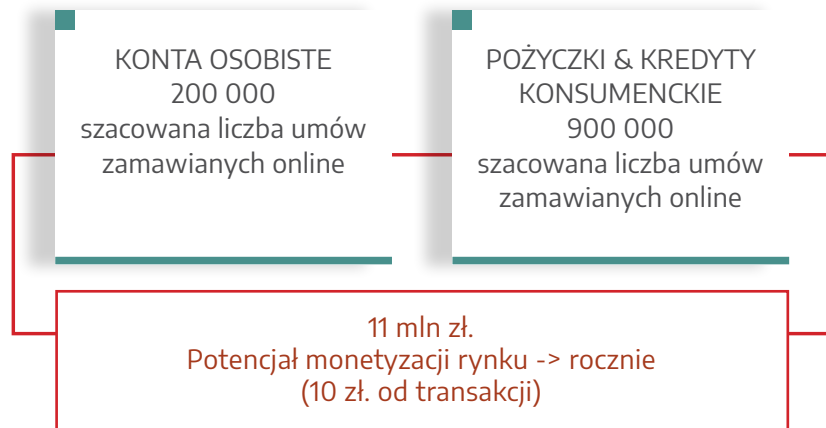 KONTA OSOBISTE
200 000
szacowana liczba umów
zamawianych online
POŻYCZKI & KREDYTY
KONSUMENCKIE
900 000
szacowana liczba umów
zamawianych online
11 mln zł.
Potencjał monetyzacji rynku -> rocznie
(10 zł. od transakcji)